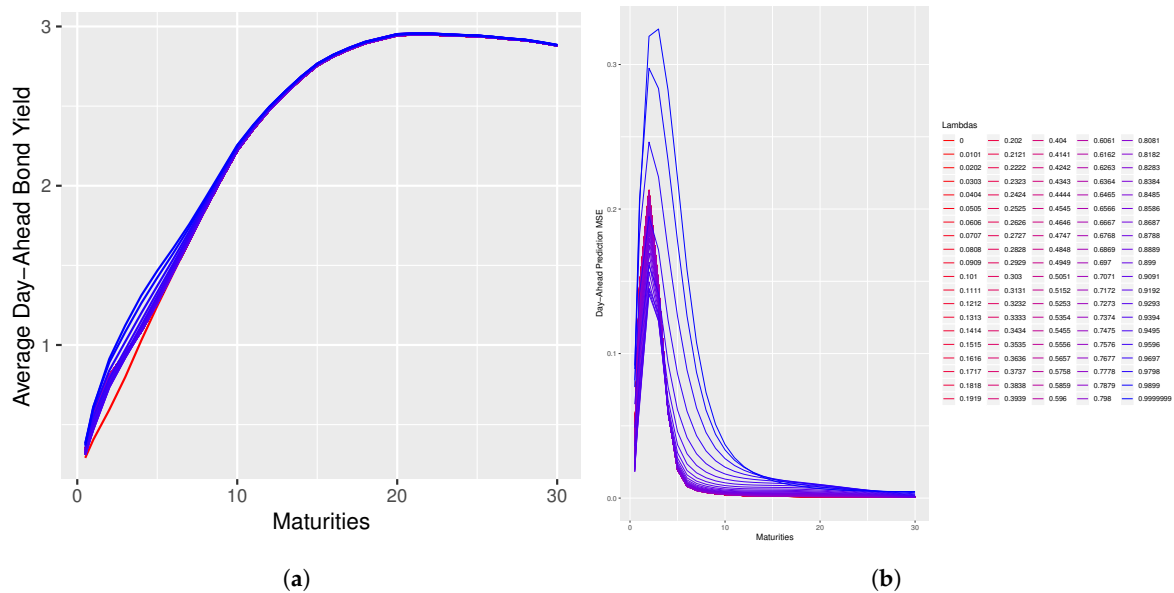 3
2
1
0
10
20
30
Average Day-Ahead Bond Yield
Maturities
(a)
0.3
0.2
0.1
0.0
0
10
20
30
Day-Ahead Prediction MSE
Maturities
(b)
Lambdas
0 0.202 0.404 0.6061 0.8081
0.0101 0.2121 0.4141 0.6162 0.8182
0.0202 0.2222 0.4242 0.6263 0.8283
0.0303 0.2323 0.4343 0.6364 0.8384
0.0404 0.2424 0.4444 0.6465 0.8485
0.0505 0.2525 0.4545 0.6566 0.8586
0.0606 0.2626 0.4646 0.6667 0.8687
0.0707 0.2727 0.4747 0.6768 0.8788
0.0808 0.2828 0.4848 0.6869 0.8889
0.0909 0.2929 0.4949 0.697 0.899
0.101 0.303 0.5051 0.7071 0.9091
0.1111 0.3131 0.5152 0.7172 0.9192
0.1212 0.3232 0.5253 0.7273 0.9293
0.1313 0.3333 0.5354 0.7374 0.9394
0.1414 0.3434 0.5455 0.7475 0.9495
0.1515 0.3535 0.5556 0.7576 0.9596
0.1616 0.3636 0.5657 0.7677 0.9697
0.1717 0.3737 0.5758 0.7778 0.9798
0.1818 0.3838 0.5859 0.7879 0.9899
0.1919 0.3939 0.596 0.798 0.9999999